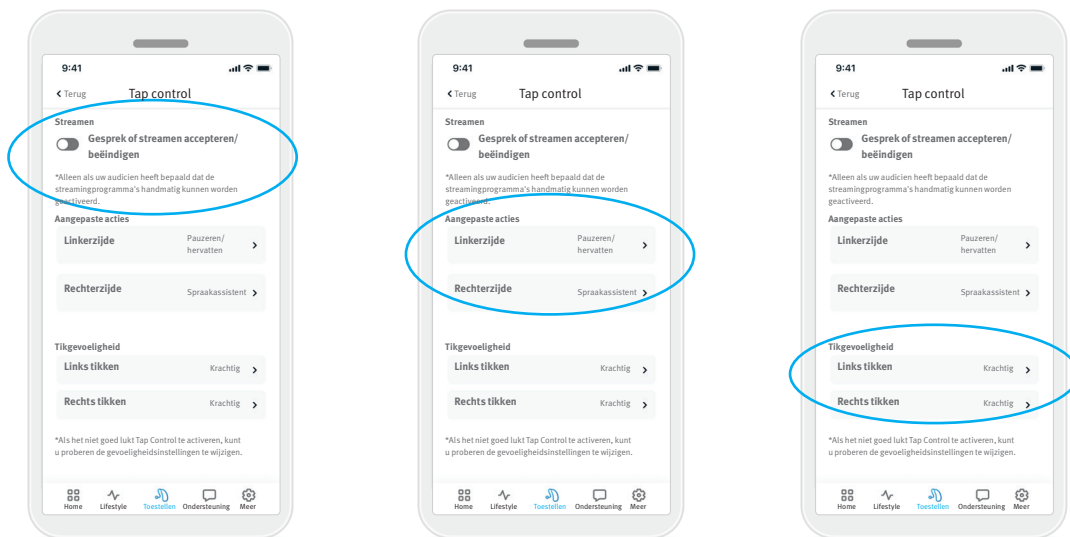 9:41
Terug Tap control
Streamen
Gesprek of streamen accepteren/
beëindigen
*Alleen als uw audicien heeft bepaald dat de
streamingprogramma's handmatig kunnen worden
geactiveerd.
Aangepaste acties
Linkerzijde Pauzeren/
hervatten
Rechterzijde Spraakassistent
Tikgevoeligheid
Links tikken Krachtig
Rechts tikken Krachtig
*Als het niet goed lukt Tap Control te activeren, kunt
u proberen de gevoeligheidsinstellingen te wijzigen.
Home Lifestyle Toestellen Ondersteuning Meer
9:41
Terug Tap control
Streamen
Gesprek of streamen accepteren/
beëindigen
*Alleen als uw audicien heeft bepaald dat de
streamingprogramma's handmatig kunnen worden
geactiveerd.
Aangepaste acties
Linkerzijde Pauzeren/
hervatten
Rechterzijde Spraakassistent
Tikgevoeligheid
Links tikken Krachtig
Rechts tikken Krachtig
*Als het niet goed lukt Tap Control te activeren, kunt
u proberen de gevoeligheidsinstellingen te wijzigen.
Home Lifestyle Toestellen Ondersteuning Meer
9:41
Terug Tap control
Streamen
Gesprek of streamen accepteren/
beëindigen
*Alleen als uw audicien heeft bepaald dat de
streamingprogramma's handmatig kunnen worden
geactiveerd.
Aangepaste acties
Linkerzijde Pauzeren/
hervatten
Rechterzijde Spraakassistent
Tikgevoeligheid
Links tikken Krachtig
Rechts tikken Krachtig
*Als het niet goed lukt Tap Control te activeren, kunt
u proberen de gevoeligheidsinstellingen te wijzigen.
Home Lifestyle Toestellen Ondersteuning Meer